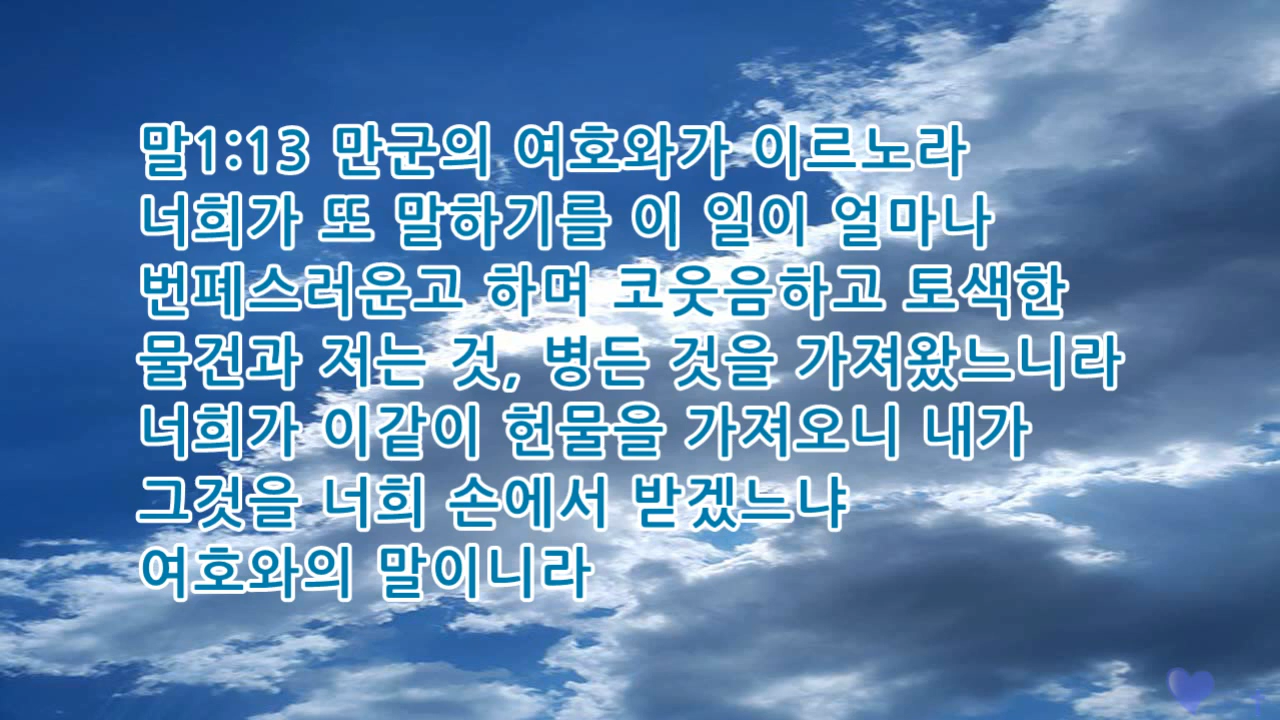 말1:13 만군의 여호와가 이르노라
너희가 또 말하기를 이 일이 얼마나
번폐스러운고 하며 코웃음하고 토색한
물건과 저는 것, 병든 것을 가져왔느니라
너희가 이같이 헌물을 가져오니 내가
그것을 너희 손에서 받겠느냐
여호와의 말이니라